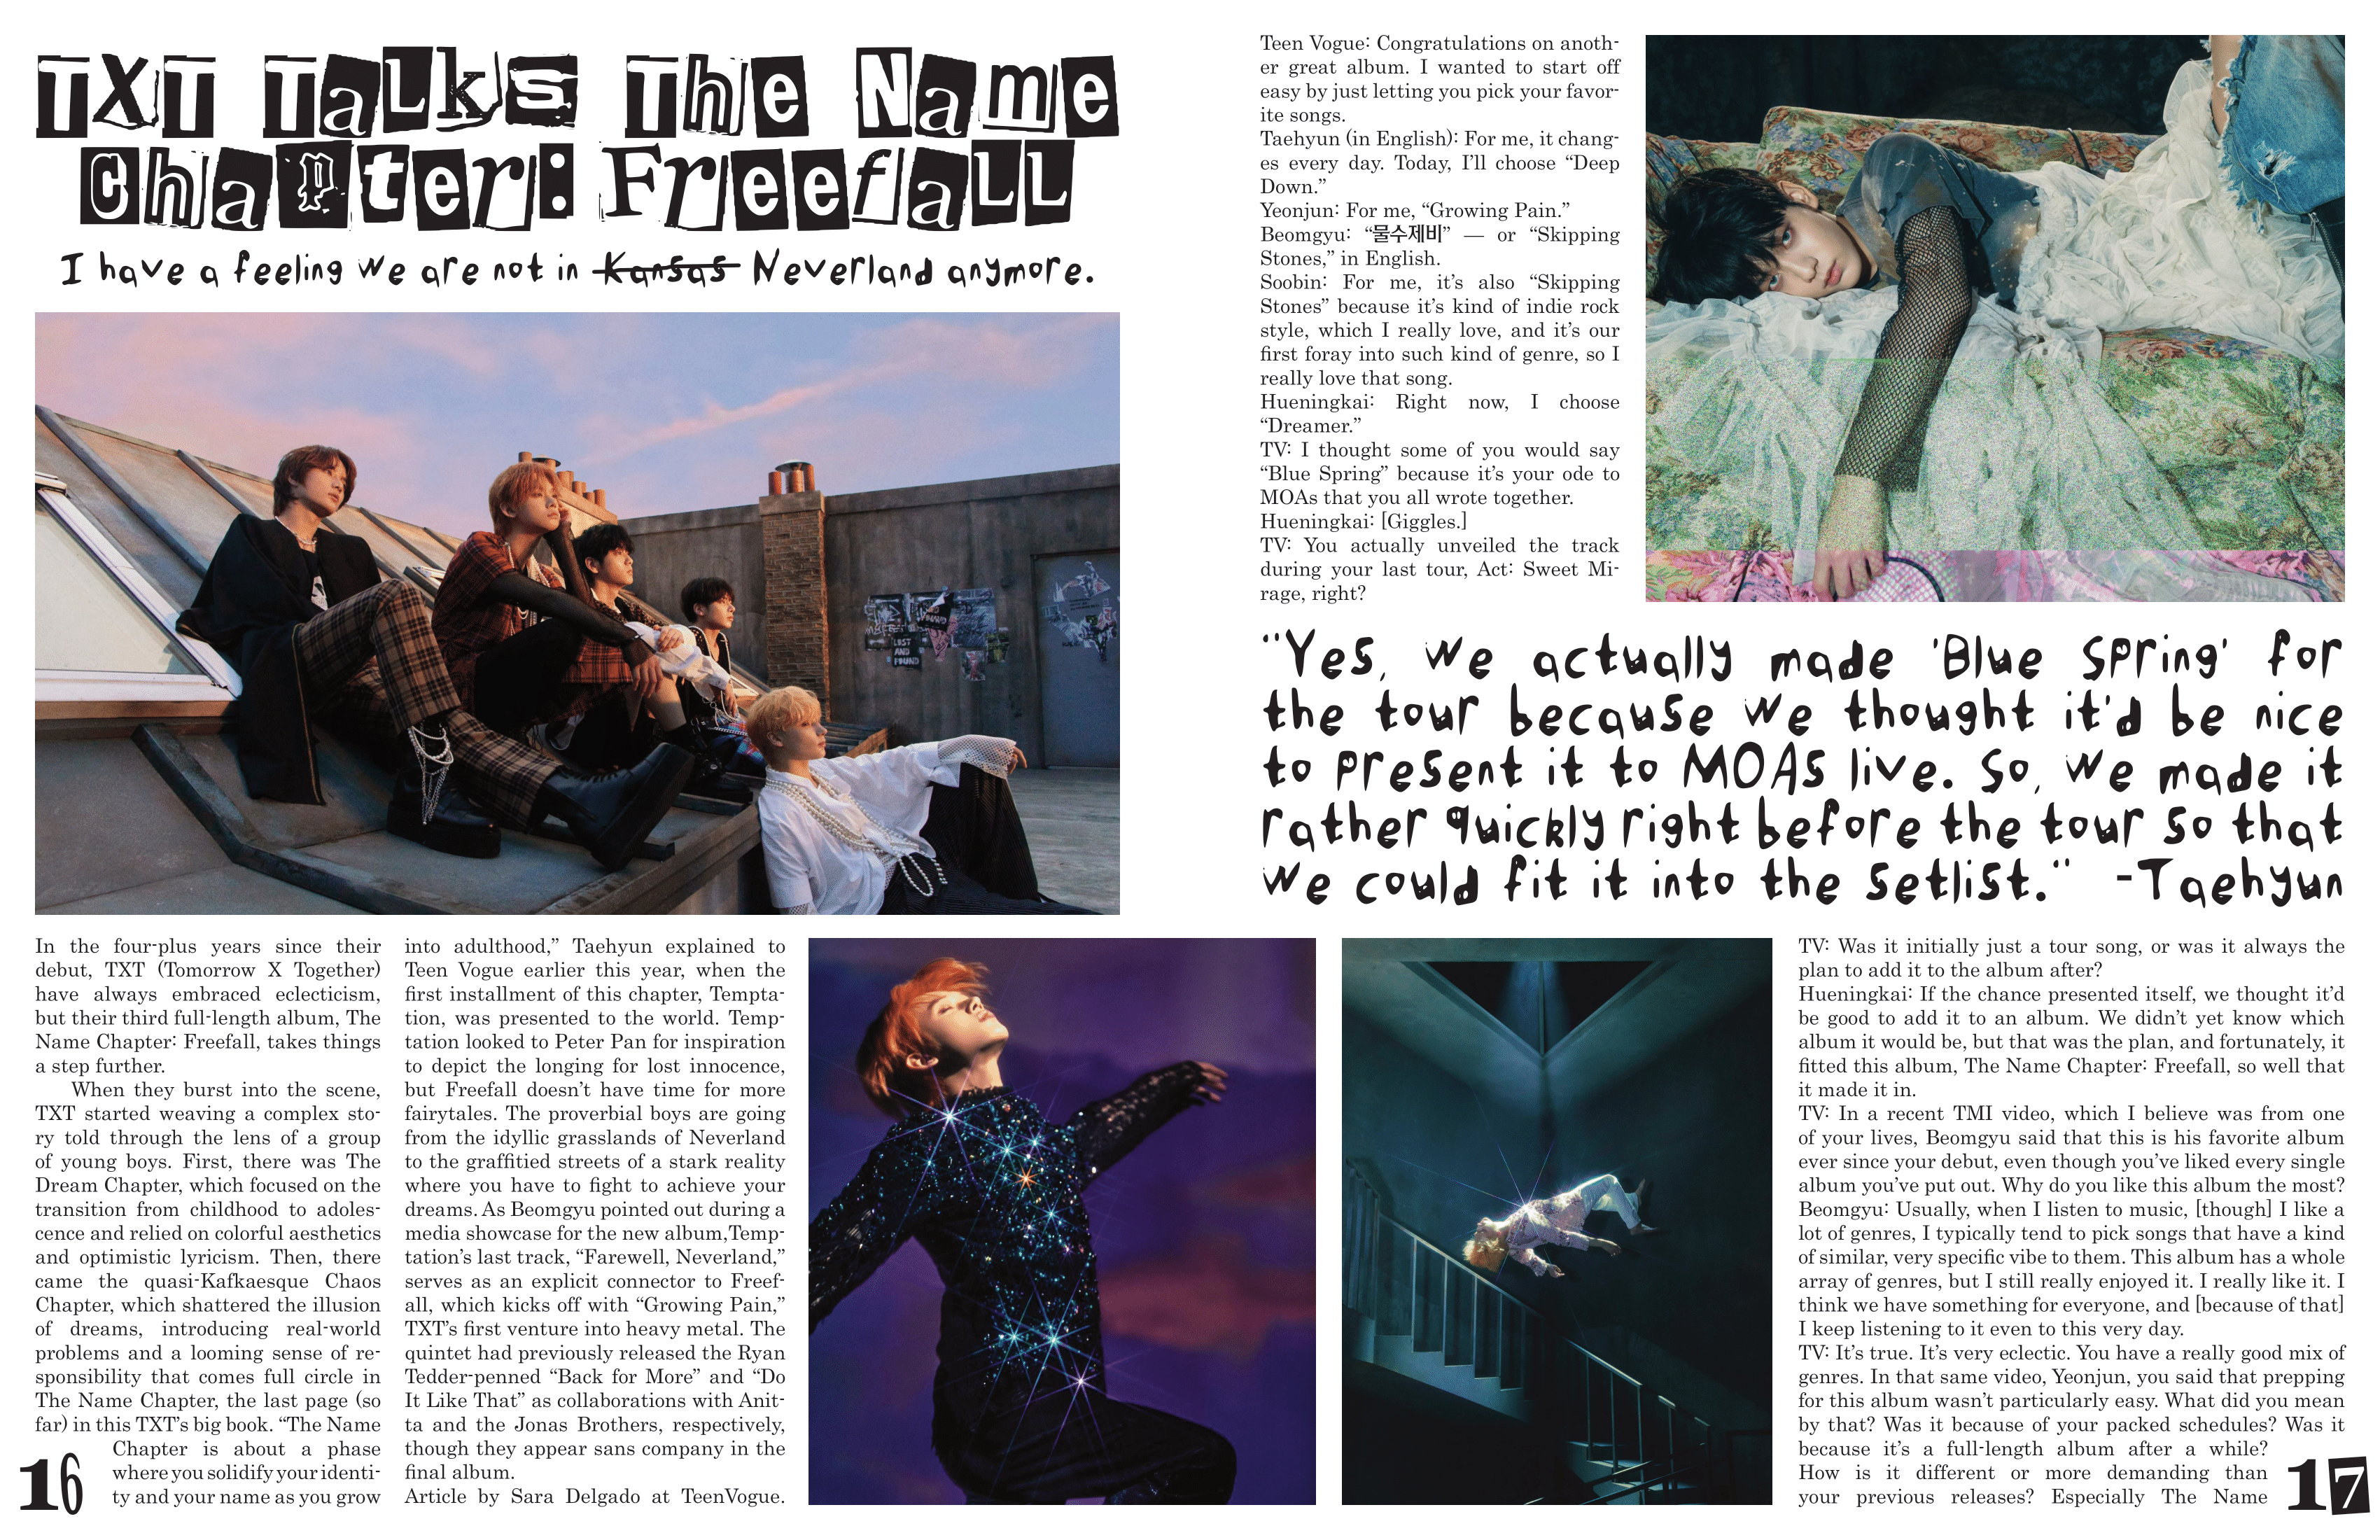 TXT Talks The Name
Chapter: Freefall
I have a feeling we are not in Kansas Neverland anymore.
LOST
AND
FOUND
In the four-plus years since their
debut, TXT (Tomorrow X Together)
have always embraced eclecticism,
but their third full-length album, The
Name Chapter: Freefall, takes things
a step further.
When they burst into the scene,
TXT started weaving a complex sto-
ry told through the lens of a group
of young boys. First, there was The
Dream Chapter, which focused on the
transition from childhood to adoles-
cence and relied on colorful aesthetics
and optimistic lyricism. Then, there
came the quasi-Kafkaesque Chaos
Chapter, which shattered the illusion
of dreams, introducing real-world
problems and a looming sense of re-
sponsibility that comes full circle in
The Name Chapter, the last page (so
far) in this TXT's big book. “The Name
Chapter is about a phase
where you solidify your identi-
ty and your name as you grow
16
into adulthood,” Taehyun explained to
Teen Vogue earlier this year, when the
first installment of this chapter, Tempta-
tion, was presented to the world. Temp-
tation looked to Peter Pan for inspiration
to depict the longing for lost innocence,
but Freefall doesn't have time for more
fairytales. The proverbial boys are going
from the idyllic grasslands of Neverland
to the graffitied streets of a stark reality
where you have to fight to achieve your
dreams. As Beomgyu pointed out during a
media showcase for the new album,Temp-
tation's last track, “Farewell, Neverland,”
serves as an explicit connector to Freef-
all, which kicks off with “Growing Pain,”
TXT's first venture into heavy metal. The
quintet had previously released the Ryan
Tedder-penned “Back for More” and “Do
It Like That” as collaborations with Anit-
ta and the Jonas Brothers, respectively,
though they appear sans company in the
final album.
Article by Sara Delgado at TeenVogue.
Teen Vogue: Congratulations on anoth-
er great album. I wanted to start off
easy by just letting you pick your favor-
ite songs.
Taehyun (in English): For me, it chang-
es every day. Today, I'll choose “Deep
Down.”
Yeonjun: For me, “Growing Pain.”
Beomgyu: “물수제비” — or “Skipping
Stones,” in English.
Soobin: For me, it's also “Skipping
Stones” because it's kind of indie rock
style, which I really love, and it's our
first foray into such kind of genre, so I
really love that song.
Hueningkai: Right now, I choose
“Dreamer.”
TV: I thought some of you would say
“Blue Spring” because it's your ode to
MOAs that you all wrote together.
Hueningkai: [Giggles.]
TV: You actually unveiled the track
during your last tour, Act: Sweet Mi-
rage, right?
"Yes, we actually made 'Blue Spring' for
the tour because we thought it'd be nice
to present it to MOAs live. So, we made it
rather quickly right before the tour so that
we could fit it into the setlist." -Taehyun
TV: Was it initially just a tour song, or was it always the
plan to add it to the album after?
Hueningkai: If the chance presented itself, we thought it'd
be good to add it to an album. We didn't yet know which
album it would be, but that was the plan, and fortunately, it
fitted this album, The Name Chapter: Freefall, so well that
it made it in.
TV: In a recent TMI video, which I believe was from one
of your lives, Beomgyu said that this is his favorite album
ever since your debut, even though you've liked every single
album you've put out. Why do you like this album the most?
Beomgyu: Usually, when I listen to music, [though] I like a
lot of genres, I typically tend to pick songs that have a kind
of similar, very specific vibe to them. This album has a whole
array of genres, but I still really enjoyed it. I really like it. I
think we have something for everyone, and [because of that]
I keep listening to it even to this very day.
TV: It's true. It's very eclectic. You have a really good mix of
genres. In that same video, Yeonjun, you said that prepping
for this album wasn't particularly easy. What did you mean
by that? Was it because of your packed schedules? Was it
because it's a full-length album after a while?
How is it different or more demanding than
your previous releases? Especially The Name
17